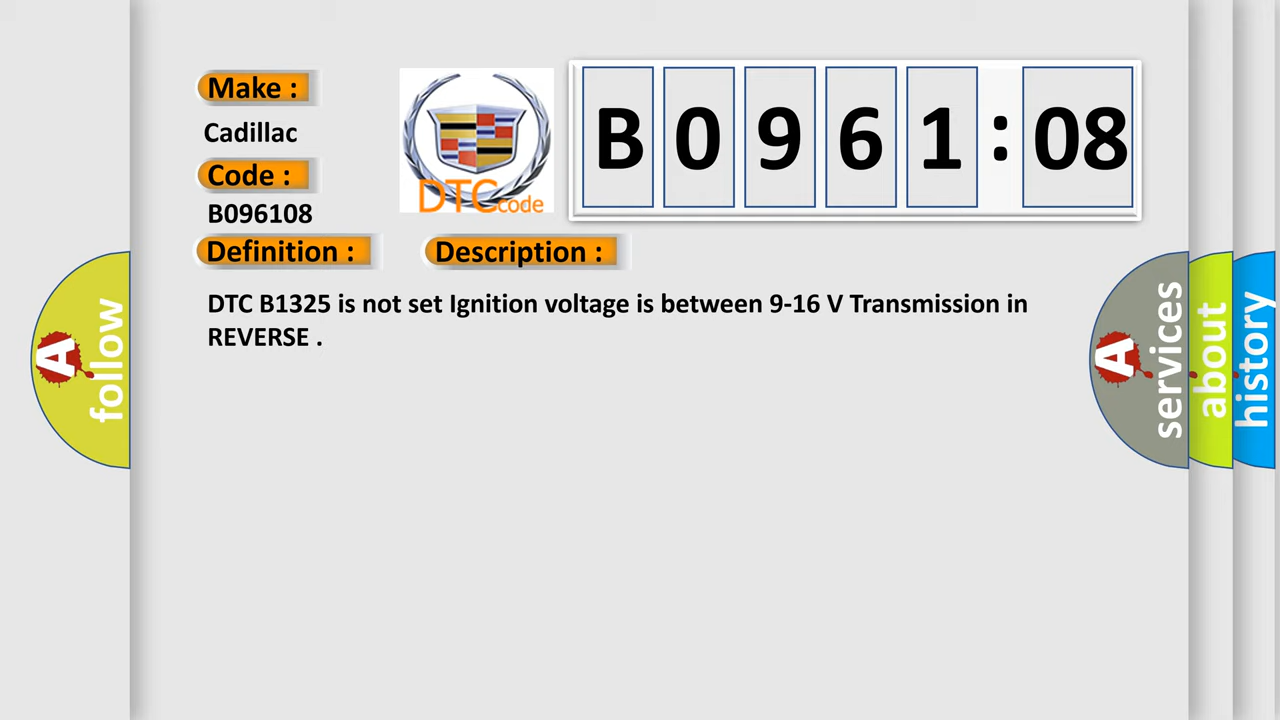 Make :
Cadillac
Code :
B096108
Definition :
Description :
DTC B1325 is not set Ignition voltage is between 9-16 V Transmission in
REVERSE .
DTC code
B 0 9 6 1 : 08
A follow
A services
about
history